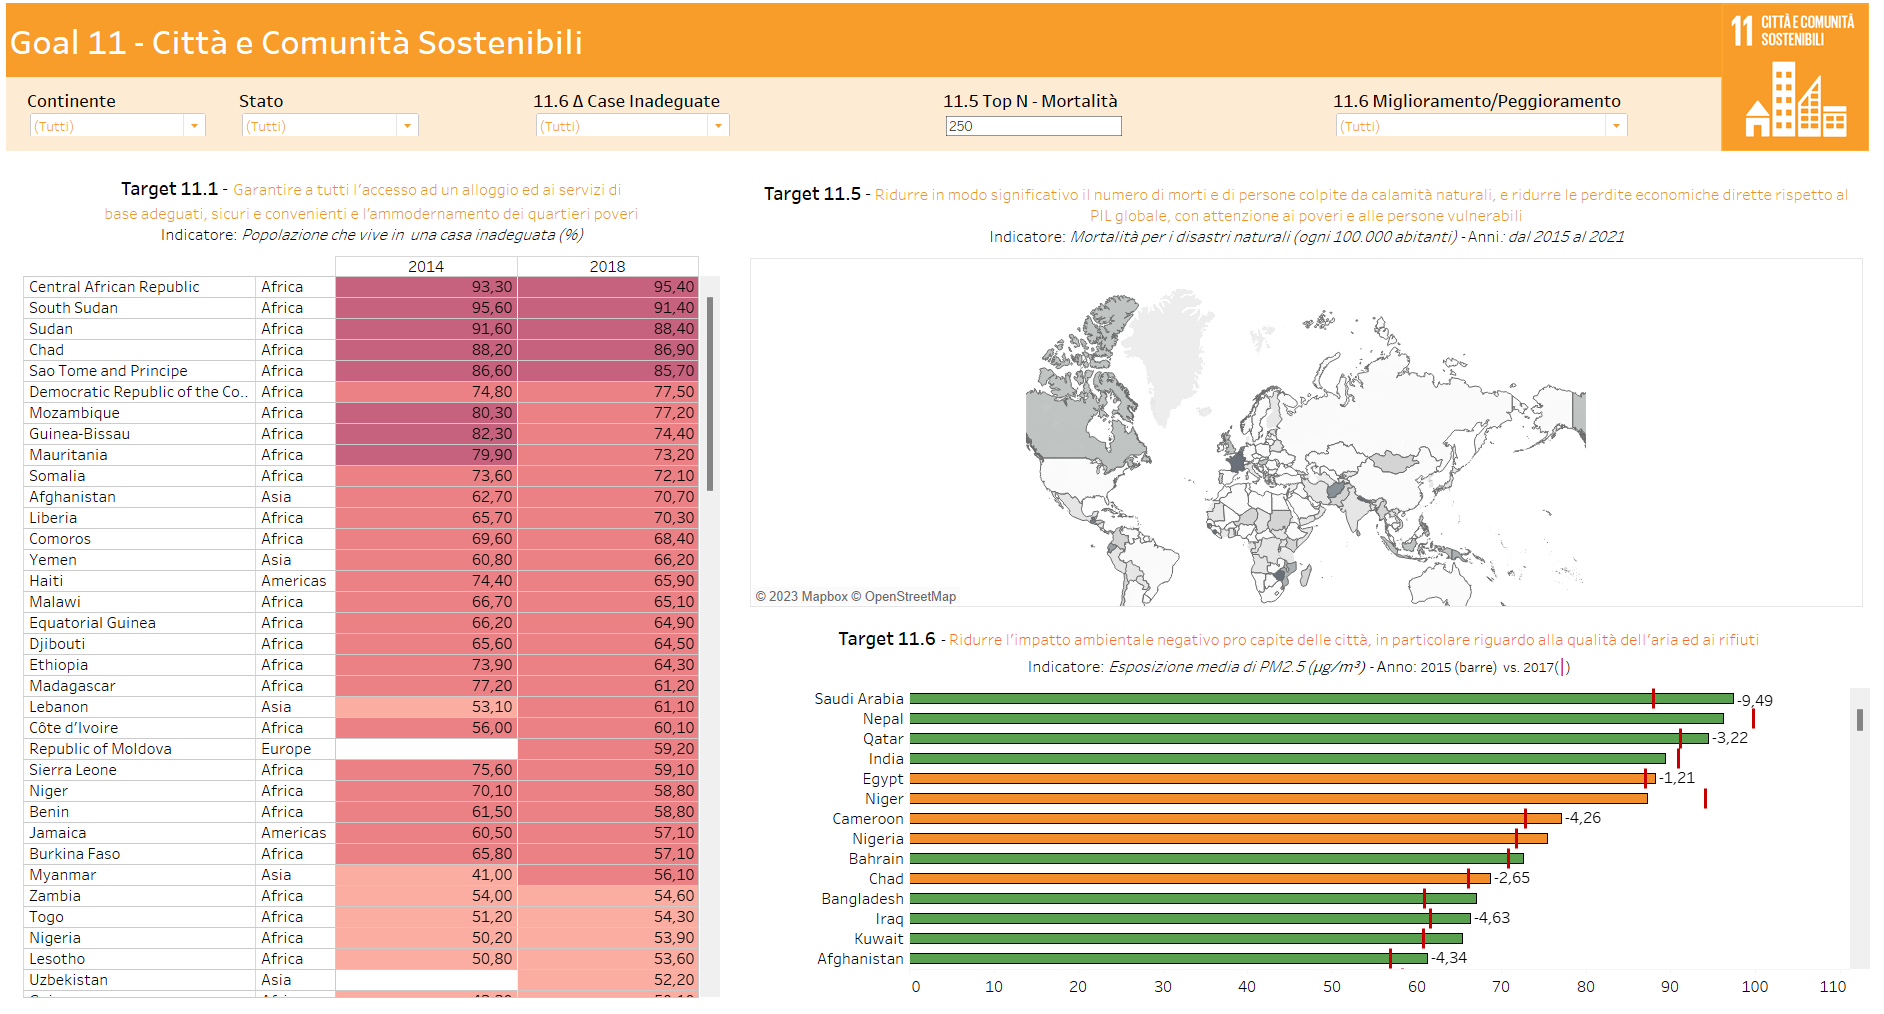 Goal 11 - Città e Comunità Sostenibili
11 CITTÀ E COMUNITÀ
SOSTENIBILI
Continente Stato 11.6 Δ Case Inadeguate 11.5 Top N - Mortalità 11.6 Miglioramento/Peggioramento
(Tutti) (Tutti) (Tutti) 250 (Tutti)
Target 11.1 - Garantire a tutti l'accesso ad un alloggio ed ai servizi di
base adeguati, sicuri e convenienti e l'ammodernamento dei quartieri poveri
Indicatore: Popolazione che vive in una casa inadeguata (%)
2014 2018
Central African Republic Africa 93,30 95,40
South Sudan Africa 95,60 91,40
Sudan Africa 91,60 88,40
Chad Africa 88,20 86,90
Sao Tome and Principe Africa 86,60 85,70
Democratic Republic of the Co.. Africa 74,80 77,50
Mozambique Africa 80,30 77,20
Guinea-Bissau Africa 82,30 74,40
Mauritania Africa 79,90 73,20
Somalia Africa 73,60 72,10
Afghanistan Asia 62,70 70,70
Liberia Africa 65,70 70,30
Comoros Africa 69,60 68,40
Yemen Asia 60,80 66,20
Haiti Americas 74,40 65,90
Malawi Africa 66,70 65,10
Equatorial Guinea Africa 66,20 64,90
Djibouti Africa 65,60 64,50
Ethiopia Africa 73,90 64,30
Madagascar Africa 77,20 61,20
Lebanon Asia 53,10 61,10
Côte d'Ivoire Africa 56,00 60,10
Republic of Moldova Europe 59,20
Sierra Leone Africa 75,60 59,10
Niger Africa 70,10 58,80
Benin Africa 61,50 58,80
Jamaica Americas 60,50 57,10
Burkina Faso Africa 65,80 57,10
Myanmar Asia 41,00 56,10
Zambia Africa 54,00 54,60
Togo Africa 51,20 54,30
Nigeria Africa 50,20 53,90
Lesotho Africa 50,80 53,60
Uzbekistan Asia 52,20
Target 11.5 - Ridurre in modo significativo il numero di morti e di persone colpite da calamità naturali, e ridurre le perdite economiche dirette rispetto al
PIL globale, con attenzione ai poveri e alle persone vulnerabili
Indicatore: Mortalità per i disastri naturali (ogni 100.000 abitanti) - Anni: dal 2015 al 2021
© 2023 Mapbox © OpenStreetMap
Target 11.6 - Ridurre l'impatto ambientale negativo pro capite delle città, in particolare riguardo alla qualità dell'aria ed ai rifiuti
Indicatore: Esposizione media di PM2.5 (µg/m³) - Anno: 2015 (barre) vs. 2017(|)
Saudi Arabia -9,49
Nepal
Qatar -3,22
India
Egypt -1,21
Niger
Cameroon -4,26
Nigeria
Bahrain
Chad -2,65
Bangladesh
Iraq -4,63
Kuwait
Afghanistan -4,34
0 10 20 30 40 50 60 70 80 90 100 110